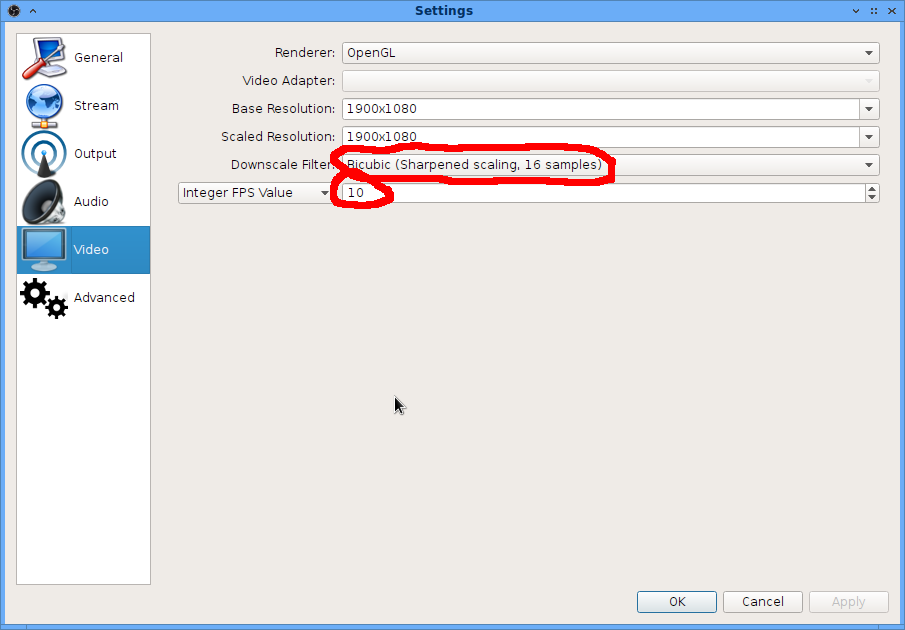 Settings
General
Stream
Output
Audio
Video
Advanced
Renderer: OpenGL
Video Adapter:
Base Resolution: 1900x1080
Scaled Resolution: 1900x1080
Downscale Filter: Bicubic (Sharpened scaling, 16 samples)
Integer FPS Value 10
OK Cancel Apply